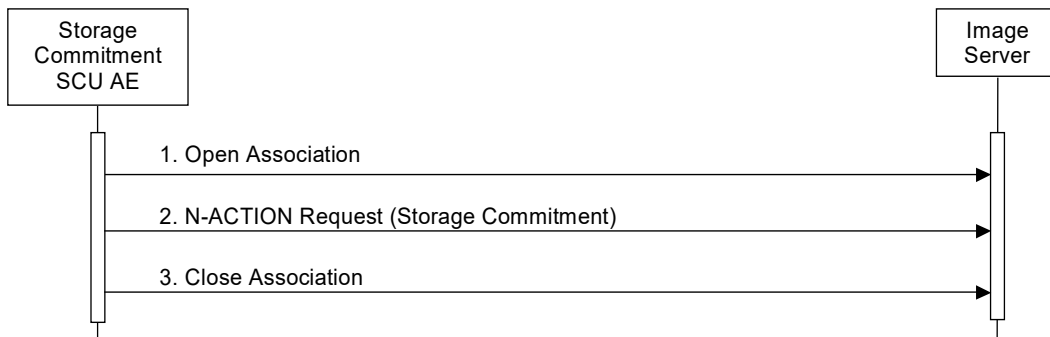 Storage
Commitment
SCU AE
Image
Server
1. Open Association
2. N-ACTION Request (Storage Commitment)
3. Close Association